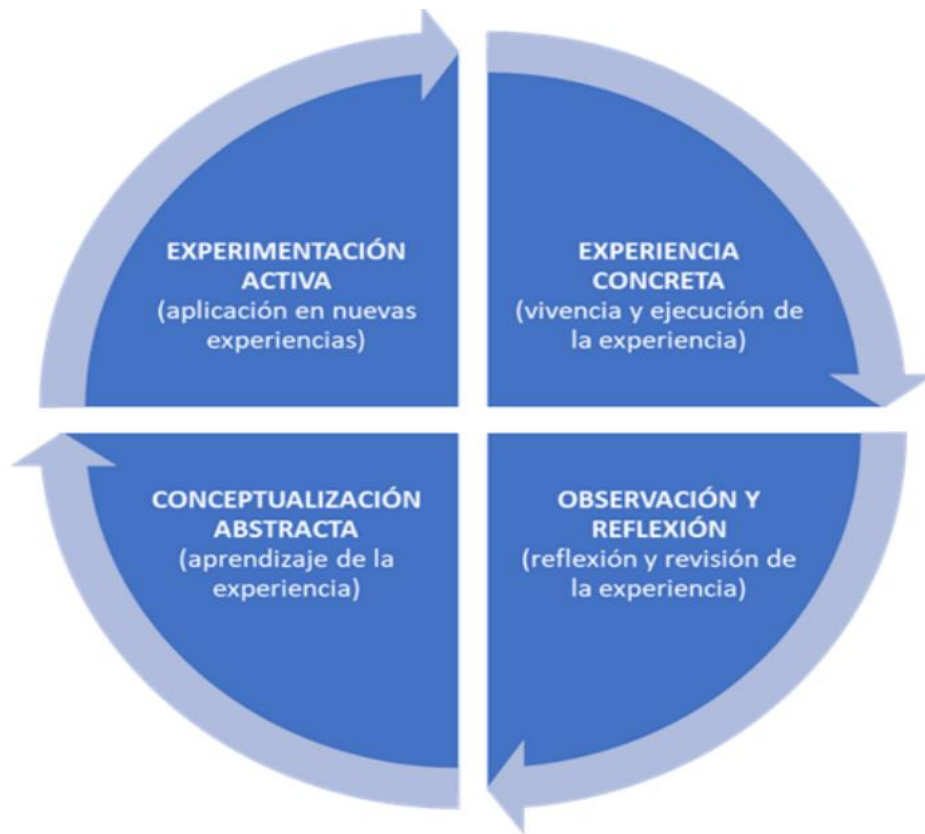 EXPERIMENTACIÓN
ACTIVA
(aplicación en nuevas
experiencias)
EXPERIENCIA
CONCRETA
(vivencia y ejecución de
la experiencia)
CONCEPTUALIZACIÓN
ABSTRACTA
(aprendizaje de la
experiencia)
OBSERVACIÓN Y
REFLEXIÓN
(reflexión y revisión de
la experiencia)